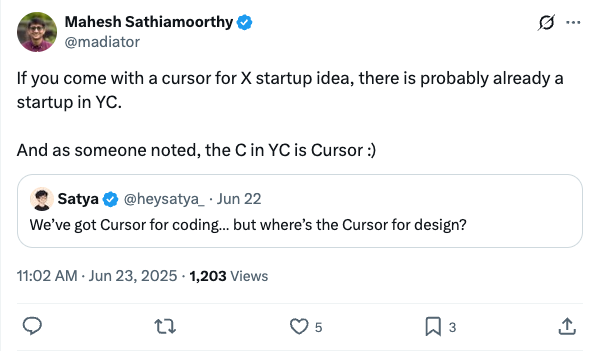 Mahesh Sathiamoorthy
@madiator
If you come with a cursor for X startup idea, there is probably already a
startup in YC.
And as someone noted, the C in YC is Cursor :)
Satya @heysatya_ · Jun 22
We've got Cursor for coding... but where's the Cursor for design?
11:02 AM · Jun 23, 2025 · 1,203 Views
5 3